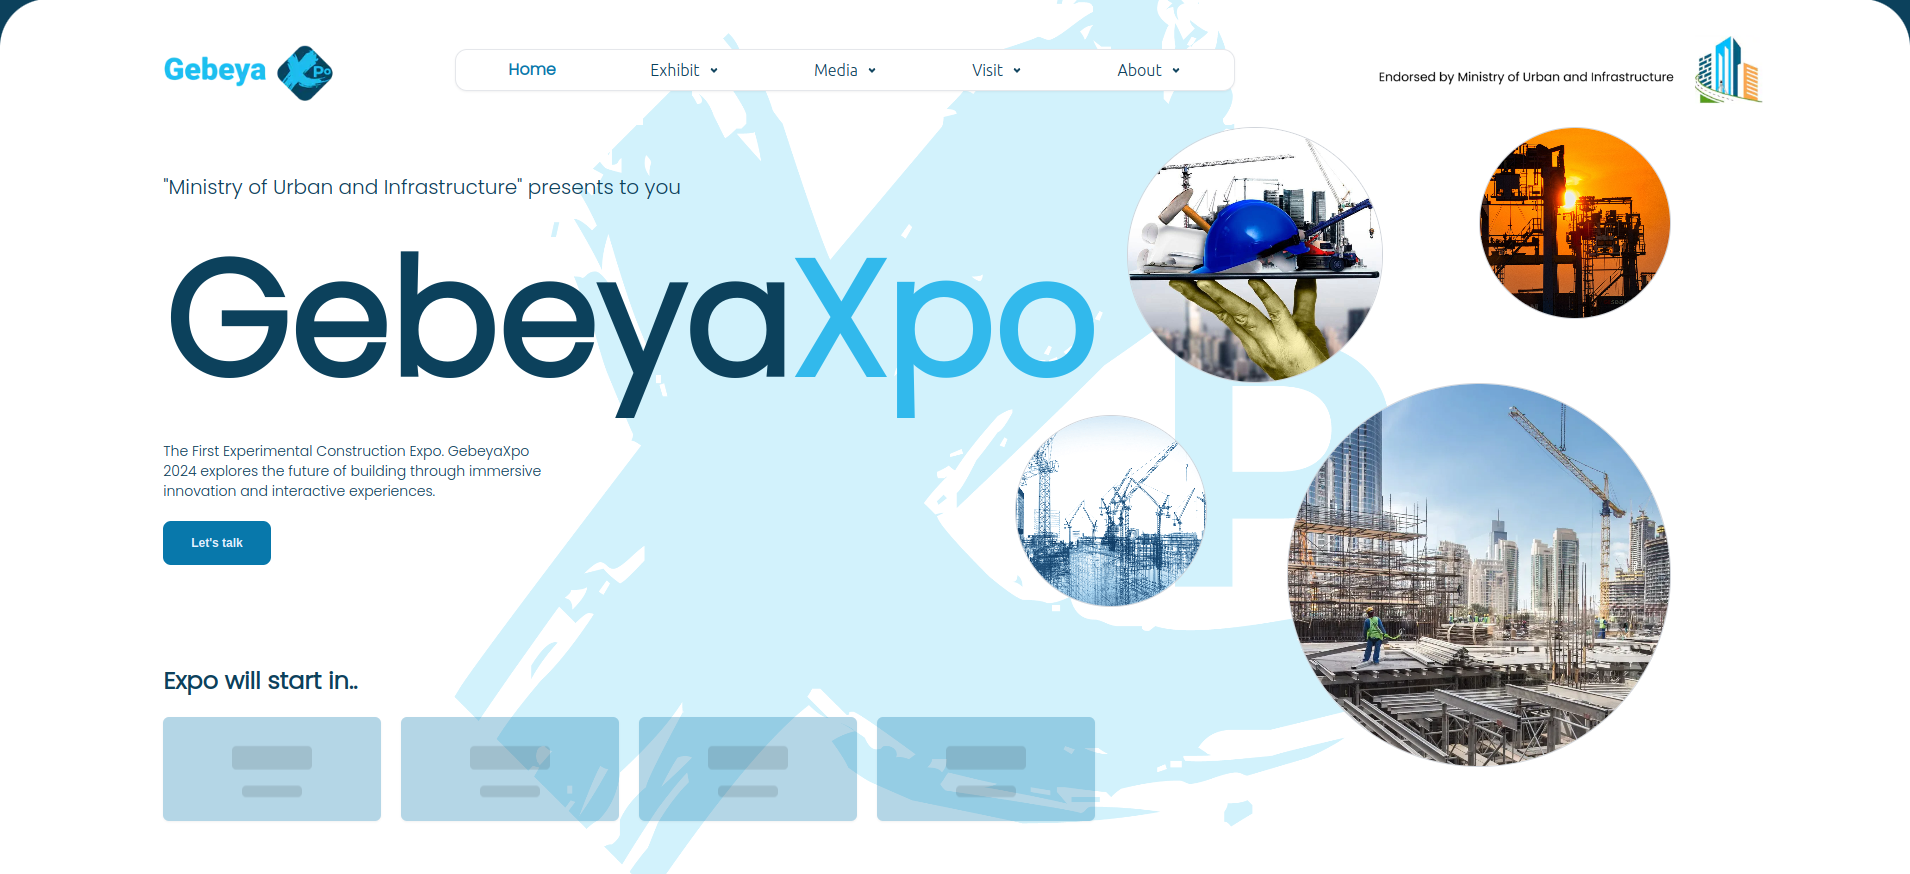 Gebeya XPo
Home
Exhibit
Media
Visit
About
Endorsed by Ministry of Urban and Infrastructure
"Ministry of Urban and Infrastructure" presents to you
GebeyaXpo
The First Experimental Construction Expo. GebeyaXpo
2024 explores the future of building through immersive
innovation and interactive experiences.
Let's talk
Expo will start in..